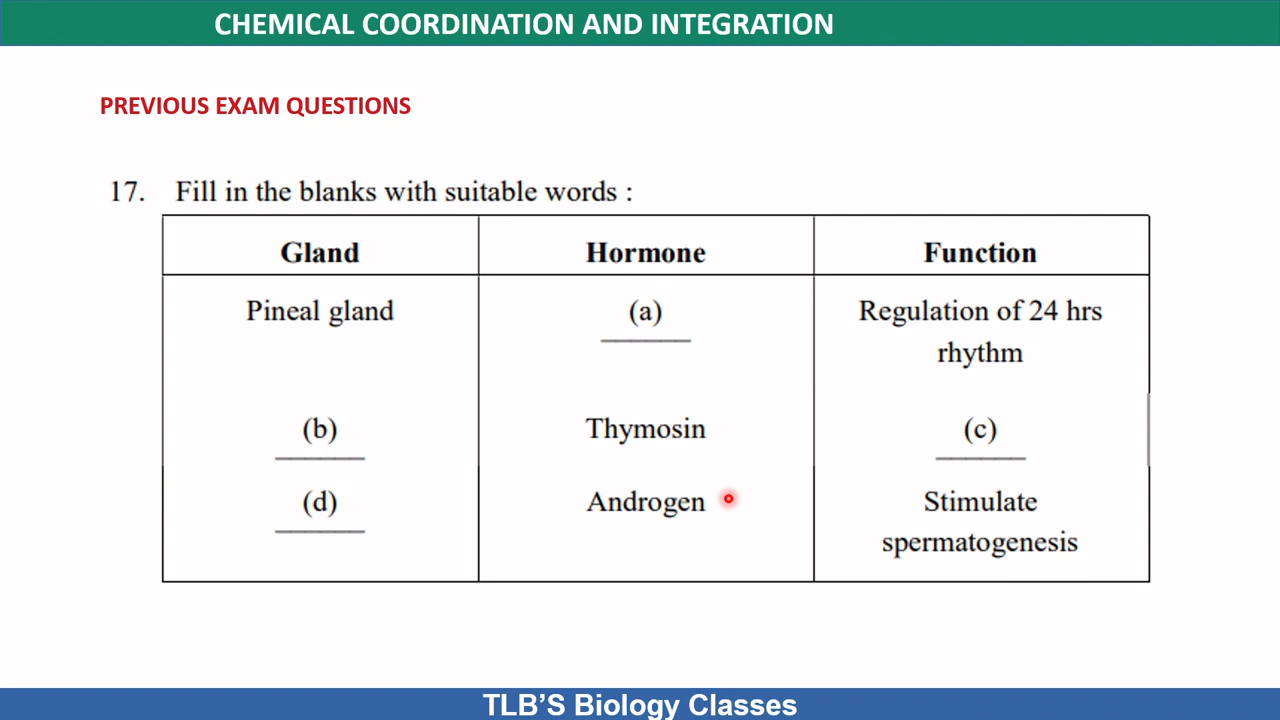 CHEMICAL COORDINATION AND INTEGRATION
PREVIOUS EXAM QUESTIONS
17. Fill in the blanks with suitable words :
Gland Hormone Function
Pineal gland (a) Regulation of 24 hrs
rhythm
(b) Thymosin (c)
(d) Androgen Stimulate
spermatogenesis
TLB’S Biology Classes